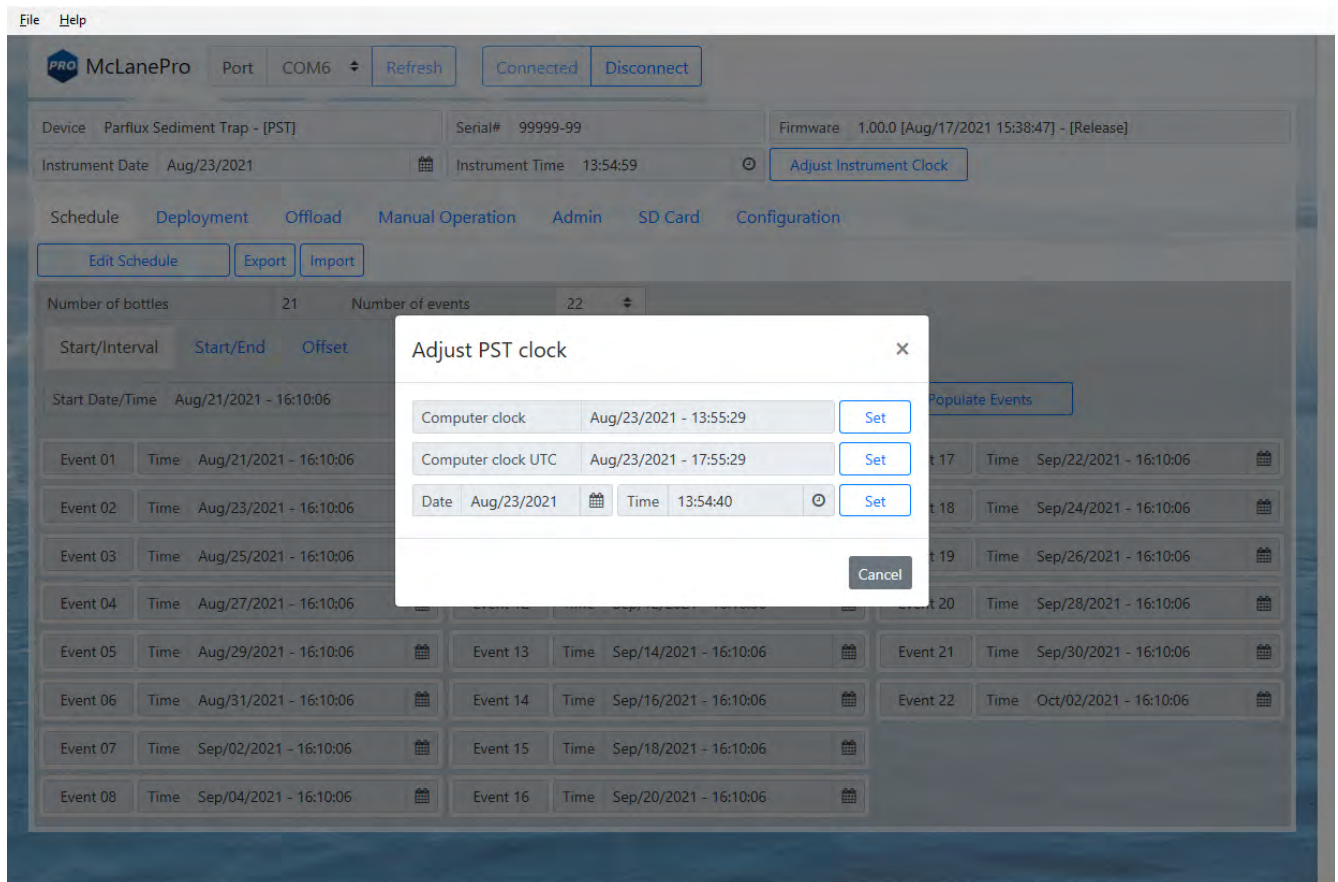 File Help
PRO McLanePro Port COM6 Refresh Connected Disconnect
Device Parflux Sediment Trap - [PST] Serial# 99999-99 Firmware 1.00.0 [Aug/17/2021 15:38:47] - [Release]
Instrument Date Aug/23/2021 Instrument Time 13:54:59 Adjust Instrument Clock
Schedule Deployment Offload Manual Operation Admin SD Card Configuration
Edit Schedule Export Import
Number of bottles 21 Number of events 22
Start/Interval Start/End Offset
Start Date/Time Aug/21/2021 - 16:10:06 Populate Events
Adjust PST clock ×
Computer clock Aug/23/2021 - 13:55:29 Set
Computer clock UTC Aug/23/2021 - 17:55:29 Set
Date Aug/23/2021 Time 13:54:40 Set
Cancel
Event 01 Time Aug/21/2021 - 16:10:06 t 17 Time Sep/22/2021 - 16:10:06
Event 02 Time Aug/23/2021 - 16:10:06 t 18 Time Sep/24/2021 - 16:10:06
Event 03 Time Aug/25/2021 - 16:10:06 t 19 Time Sep/26/2021 - 16:10:06
Event 04 Time Aug/27/2021 - 16:10:06 t 20 Time Sep/28/2021 - 16:10:06
Event 05 Time Aug/29/2021 - 16:10:06 Event 13 Time Sep/14/2021 - 16:10:06 Event 21 Time Sep/30/2021 - 16:10:06
Event 06 Time Aug/31/2021 - 16:10:06 Event 14 Time Sep/16/2021 - 16:10:06 Event 22 Time Oct/02/2021 - 16:10:06
Event 07 Time Sep/02/2021 - 16:10:06 Event 15 Time Sep/18/2021 - 16:10:06
Event 08 Time Sep/04/2021 - 16:10:06 Event 16 Time Sep/20/2021 - 16:10:06